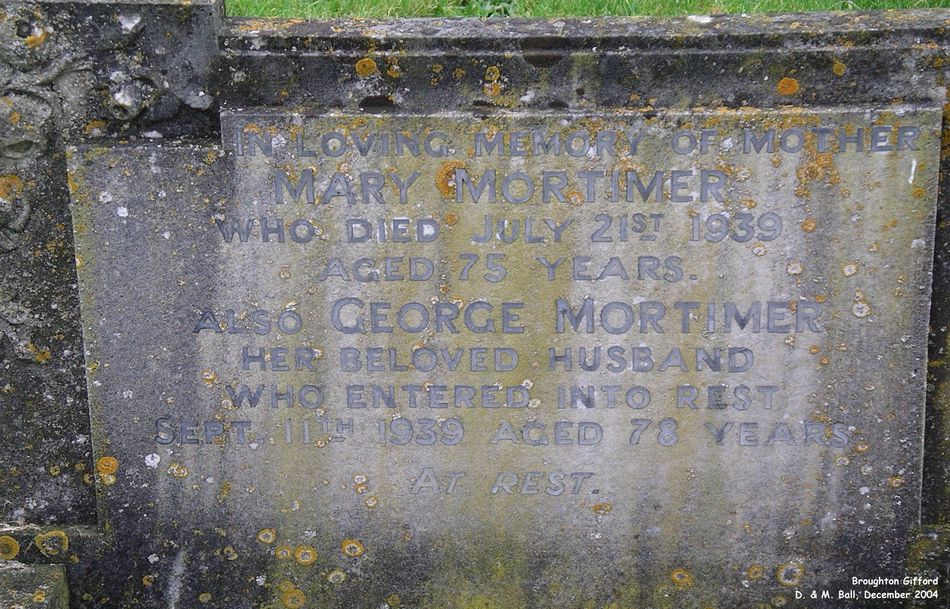 IN LOVING MEMORY OF MOTHER
MARY MORTIMER
WHO DIED JULY 21ST 1939
AGED 75 YEARS.
ALSO GEORGE MORTIMER
HER BELOVED HUSBAND
WHO ENTERED INTO REST
SEPT. 11TH 1939 AGED 78 YEARS
AT REST.
Broughton Gifford
D. & M. Ball, December 2004